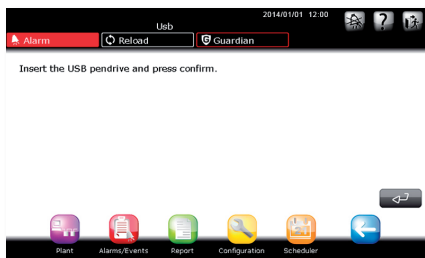 2014/01/01 12:00
Usb
Alarm Reload Guardian
Insert the USB pendrive and press confirm.
Plant Alarms/Events Report Configuration Scheduler